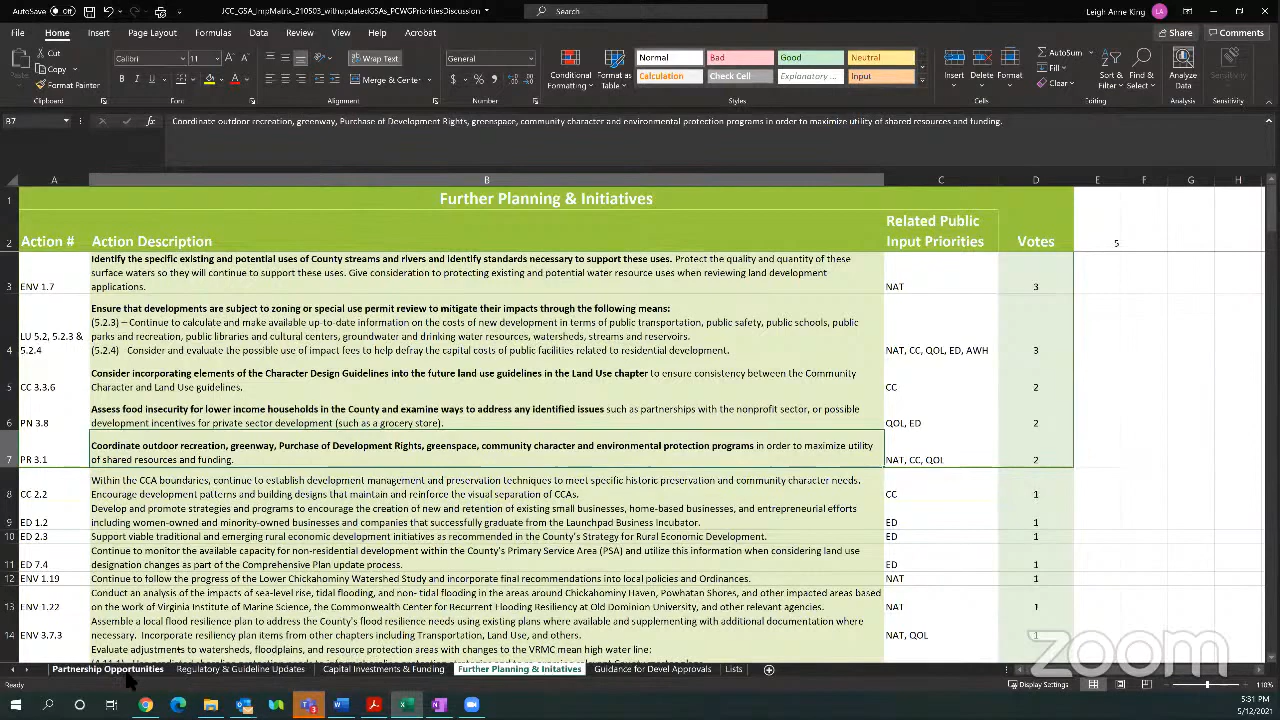 AutoSave Off JCC_GSA_ImpMatrix_210503_withupdatedGSAs_PCWGPrioritiesDiscussion Search Leigh Anne King LA
File Home Insert Page Layout Formulas Data Review View Help Acrobat Share Comments
Cut Calibri 11 Wrap Text General Normal Bad Good Neutral AutoSum
Copy Fill
Paste Format Painter B I U Merge & Center $ % Conditional Formatting Format as Table Calculation Check Cell Explanatory ... Input Insert Delete Format Clear Sort & Filter Find & Select Analyze Data Sensitivity
Clipboard Font Alignment Number Styles Cells Editing Analysis Sensitivity
B7 fx Coordinate outdoor recreation, greenway, Purchase of Development Rights, greenspace, community character and environmental protection programs in order to maximize utility of shared resources and funding.
A B C D E F G H
1 Further Planning & Initiatives
Related Public
2 Action # Action Description Input Priorities Votes 5
Identify the specific existing and potential uses of County streams and rivers and identify standards necessary to support these uses. Protect the quality and quantity of these
surface waters so they will continue to support these uses. Give consideration to protecting existing and potential water resource uses when reviewing land development
3 ENV 1.7 applications. NAT 3
Ensure that developments are subject to zoning or special use permit review to mitigate their impacts through the following means:
(5.2.3) – Continue to calculate and make available up-to-date information on the costs of new development in terms of public transportation, public safety, public schools, public
LU 5.2, 5.2.3 & parks and recreation, public libraries and cultural centers, groundwater and drinking water resources, watersheds, streams and reservoirs.
4 5.2.4 (5.2.4) Consider and evaluate the possible use of impact fees to help defray the capital costs of public facilities related to residential development. NAT, CC, QOL, ED, AWH 3
Consider incorporating elements of the Character Design Guidelines into the future land use guidelines in the Land Use chapter to ensure consistency between the Community
5 CC 3.3.6 Character and Land Use guidelines. CC 2
Assess food insecurity for lower income households in the County and examine ways to address any identified issues such as partnerships with the nonprofit sector, or possible
6 PN 3.8 development incentives for private sector development (such as a grocery store). QOL, ED 2
Coordinate outdoor recreation, greenway, Purchase of Development Rights, greenspace, community character and environmental protection programs in order to maximize utility
7 PR 3.1 of shared resources and funding. NAT, CC, QOL 2
Within the CCA boundaries, continue to establish development management and preservation techniques to meet specific historic preservation and community character needs.
8 CC 2.2 Encourage development patterns and building designs that maintain and reinforce the visual separation of CCAs. CC 1
Develop and promote strategies and programs to encourage the creation of new and retention of existing small businesses, home-based businesses, and entrepreneurial efforts
9 ED 1.2 including women-owned and minority-owned businesses and companies that successfully graduate from the Launchpad Business Incubator. ED 1
10 ED 2.3 Support viable traditional and emerging rural economic development initiatives as recommended in the County's Strategy for Rural Economic Development. ED 1
Continue to monitor the available capacity for non-residential development within the County's Primary Service Area (PSA) and utilize this information when considering land use
11 ED 7.4 designation changes as part of the Comprehensive Plan update process. ED 1
12 ENV 1.19 Continue to follow the progress of the Lower Chickahominy Watershed Study and incorporate final recommendations into local policies and Ordinances. NAT 1
Conduct an analysis of the impacts of sea-level rise, tidal flooding, and non- tidal flooding in the areas around Chickahominy Haven, Powhatan Shores, and other impacted areas based
13 ENV 1.22 on the work of Virginia Institute of Marine Science, the Commonwealth Center for Recurrent Flooding Resiliency at Old Dominion University, and other relevant agencies. NAT 1
Assemble a local flood resilience plan to address the County's flood resilience needs using existing plans where available and supplementing with additional documentation where
14 ENV 3.7.3 necessary. Incorporate resiliency plan items from other chapters including Transportation, Land Use, and others. NAT, QOL 1
Evaluate adjustments to watersheds, floodplains, and resource protection areas with changes to the VRMC mean high water line:
Partnership Opportunities Regulatory & Guideline Updates Capital Investments & Funding Further Planning & Initatives Guidance for Devel Approvals Lists
Ready Display Settings 110%
5:31 PM
5/12/2021
zoom